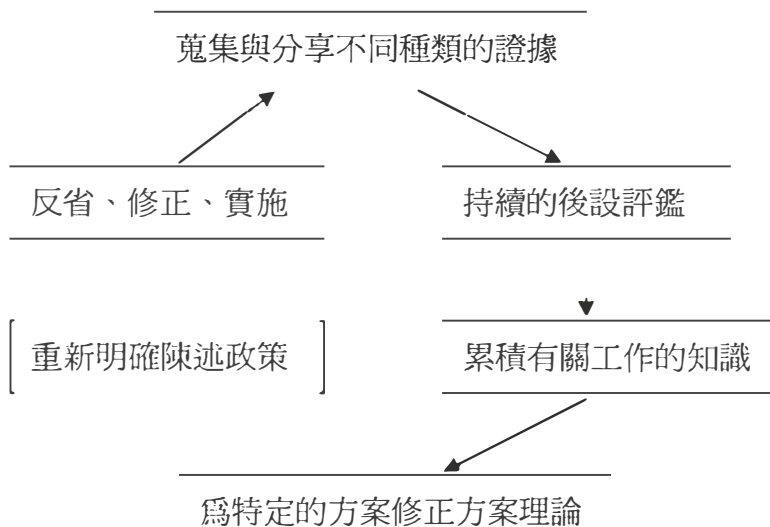 蒐集與分享不同種類的證據
反省、修正、實施
持續的後設評鑑
重新明確陳述政策
累積有關工作的知識
爲特定的方案修正方案理論